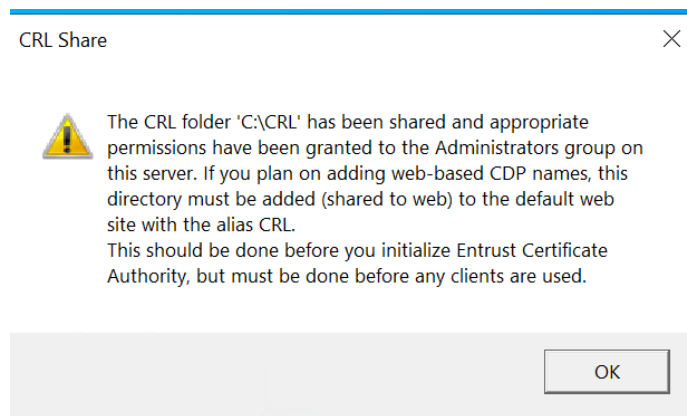 CRL Share
The CRL folder 'C:\CRL' has been shared and appropriate
permissions have been granted to the Administrators group on
this server. If you plan on adding web-based CDP names, this
directory must be added (shared to web) to the default web
site with the alias CRL.
This should be done before you initialize Entrust Certificate
Authority, but must be done before any clients are used.
OK